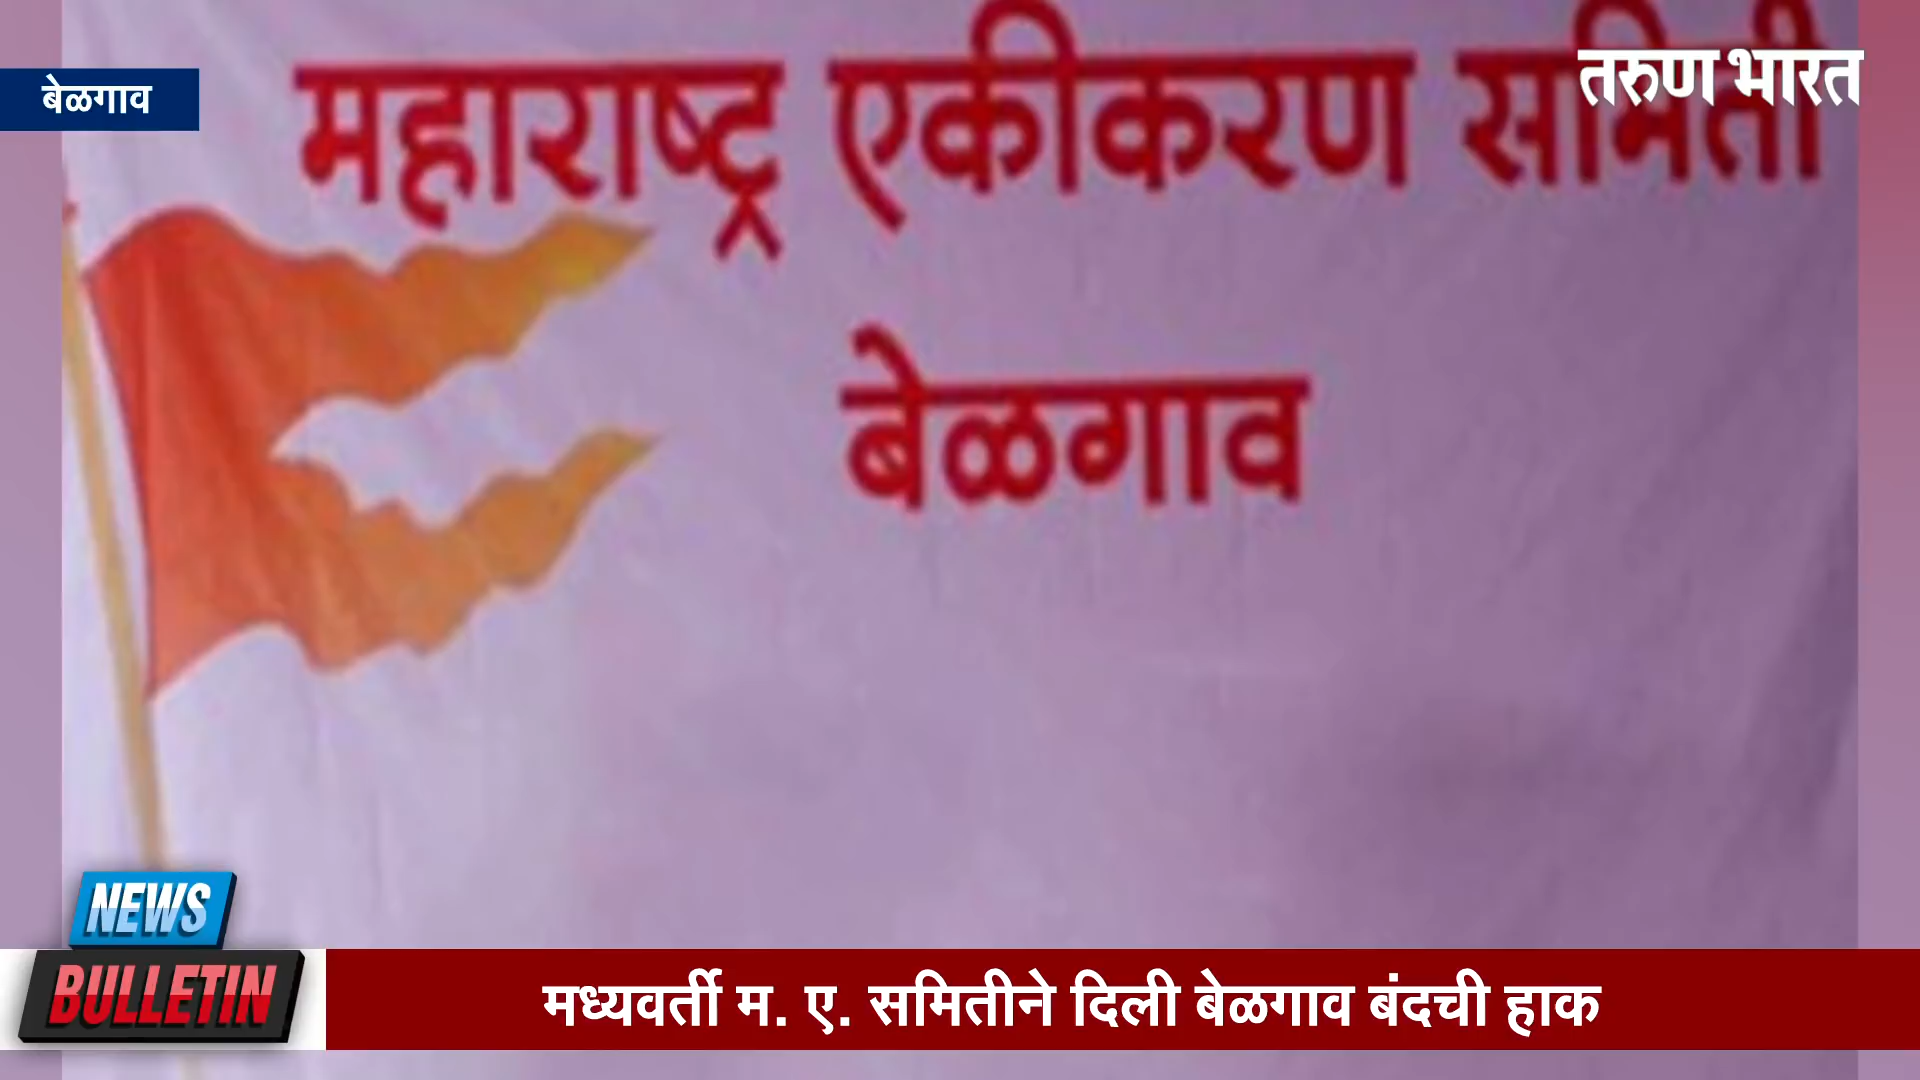 महाराष्ट्र एकीकरण समिती
तरुण भारत
बेळगाव
बेळगाव
NEWS
BULLETIN
मध्यवर्ती म. ए. समितीने दिली बेळगाव बंदची हाक